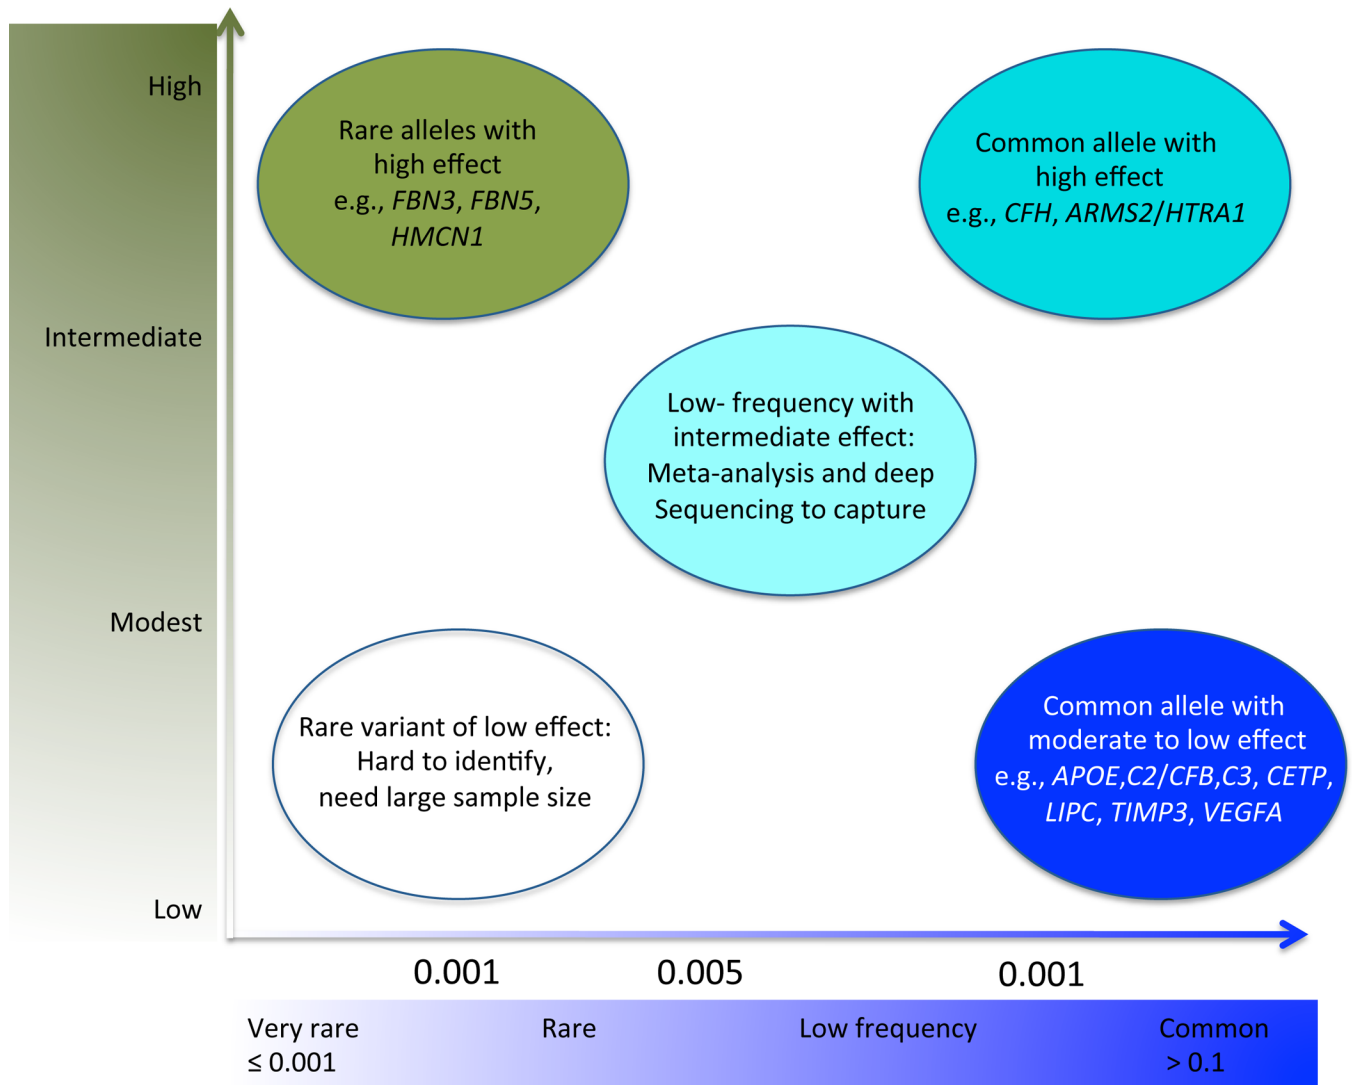 High
Intermediate
Modest
Low
Rare alleles with
high effect
e.g., FBN3, FBN5,
HMCN1
Common allele with
high effect
e.g., CFH, ARMS2/HTRA1
Low- frequency with
intermediate effect:
Meta-analysis and deep
Sequencing to capture
Rare variant of low effect:
Hard to identify,
need large sample size
Common allele with
moderate to low effect
e.g., APOE,C2/CFB,C3, CETP,
LIPC, TIMP3, VEGFA
0.001 0.005 0.001
Very rare Rare Low frequency Common
≤ 0.001 > 0.1